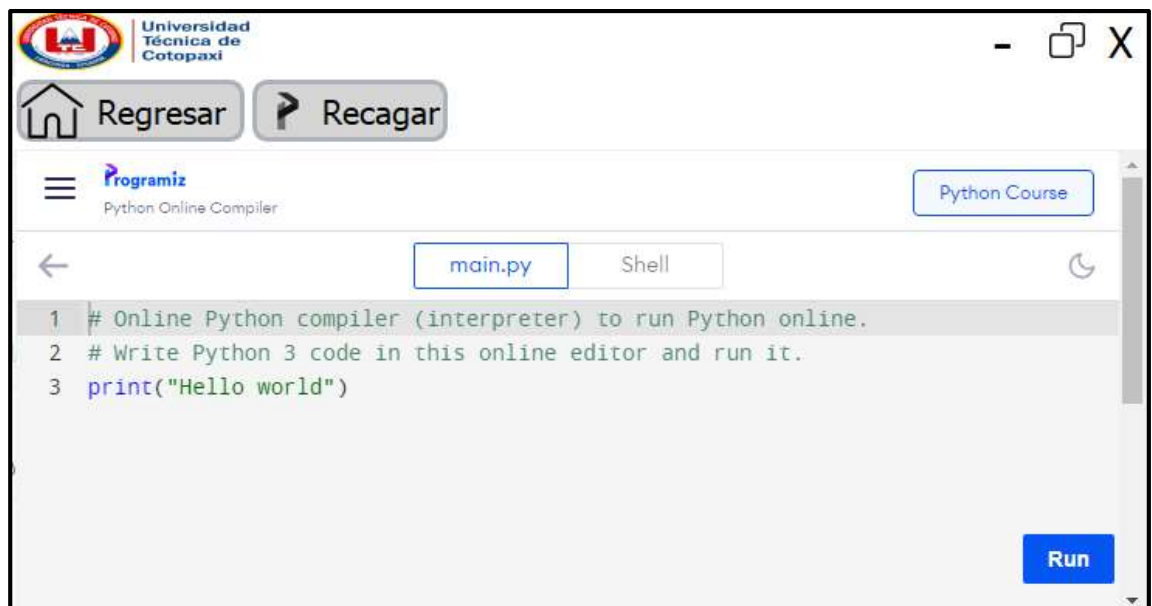 Universidad
Técnica de
Cotopaxi
- X
Regresar Recagar
Programiz
Python Online Compiler
Python Course
main.py Shell
1 # Online Python compiler (interpreter) to run Python online.
2 # Write Python 3 code in this online editor and run it.
3 print("Hello world")
Run